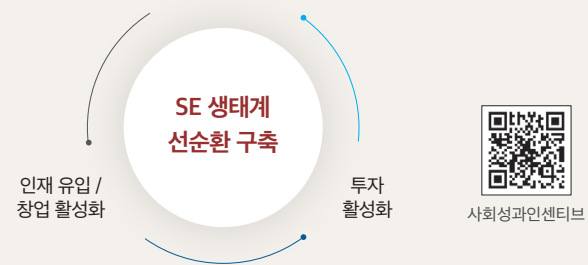 SE 생태계
선순환 구축
인재 유입 /
창업 활성화
투자
활성화
사회성과인센티브